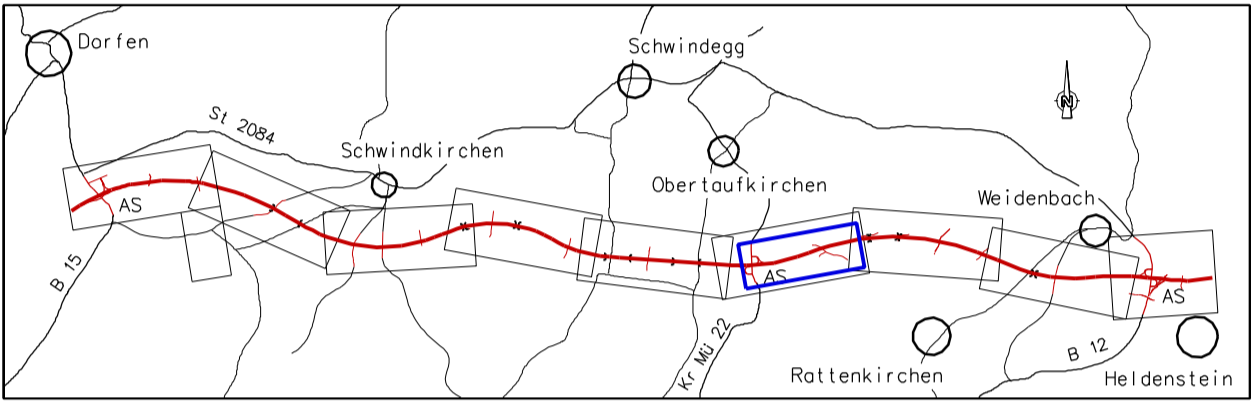 Dorfen
Schwindegg
N
St 2084
Schwindkirchen
Obertaufkirchen
Weidenbach
AS
B 15
AS
AS
Kr Mü 22
B 12
Rattenkirchen
Heldenstein